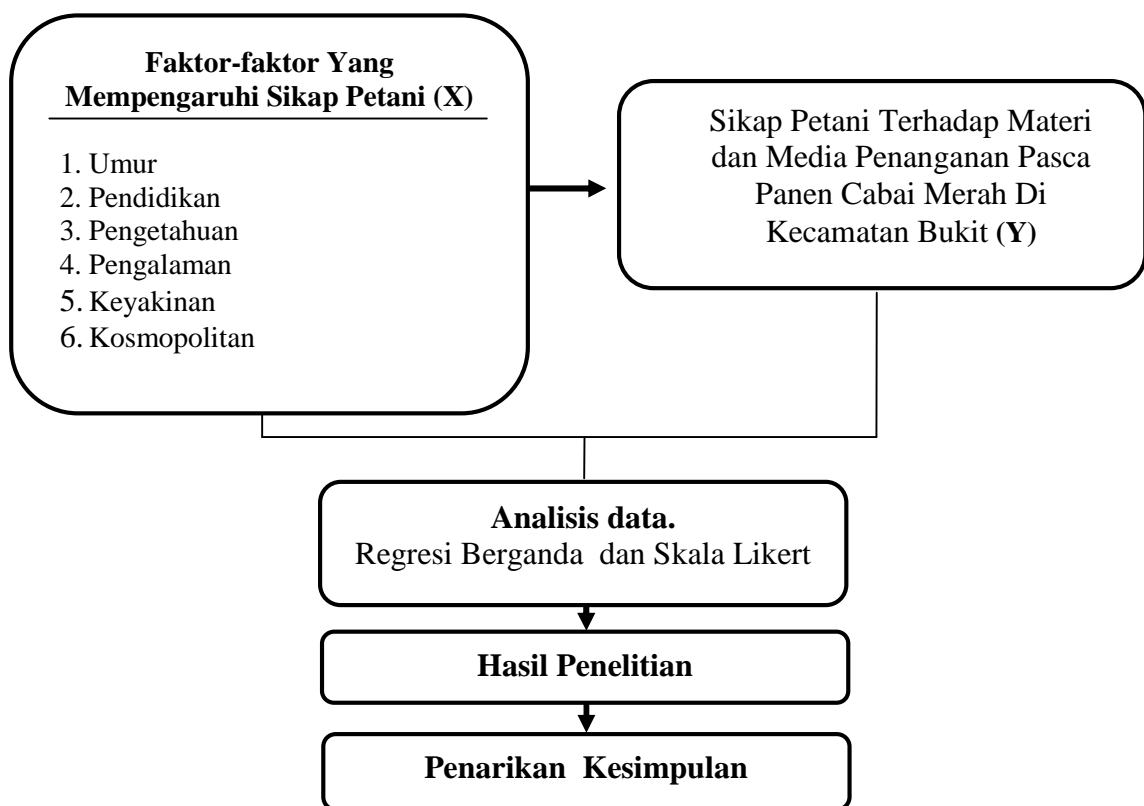 Faktor-faktor Yang
Mempengaruhi Sikap Petani (X)
1. Umur
2. Pendidikan
3. Pengetahuan
4. Pengalaman
5. Keyakinan
6. Kosmopolitan
Sikap Petani Terhadap Materi
dan Media Penanganan Pasca
Panen Cabai Merah Di
Kecamatan Bukit (Y)
Analisis data.
Regresi Berganda dan Skala Likert
Hasil Penelitian
Penarikan Kesimpulan